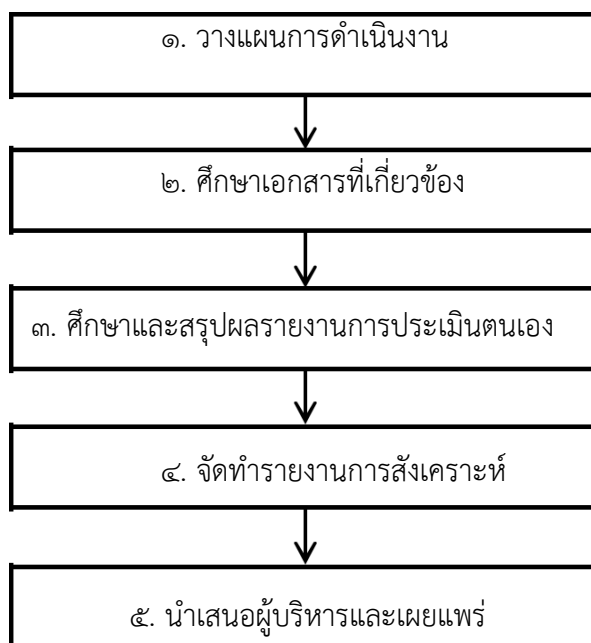 ๑. วางแผนการดำเนินงาน
๒. ศึกษาเอกสารที่เกี่ยวข้อง
๓. ศึกษาและสรุปผลรายงานการประเมินตนเอง
๔. จัดทำรายงานการสังเคราะห์
๕. นำเสนอผู้บริหารและเผยแพร่